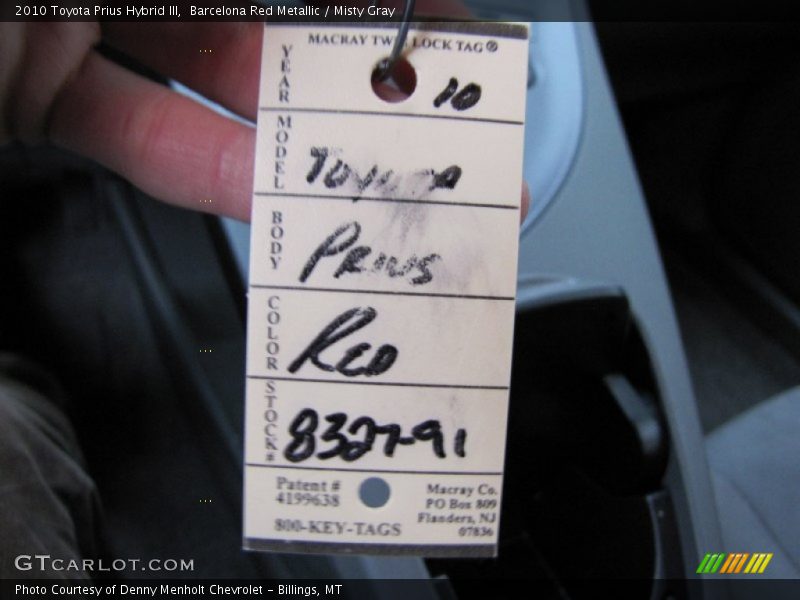 2010 Toyota Prius Hybrid III, Barcelona Red Metallic / Misty Gray
MACRAY TWIN LOCK TAG®
YEAR 10
MODEL TOYOTA
BODY PRIUS
COLOR RED
STOCK# 8327-91
Patent #
4199638
800-KEY-TAGS
Macray Co.
PO Box 809
Flanders, NJ
07836
GTCARLOT.COM
Photo Courtesy of Denny Menholt Chevrolet – Billings, MT